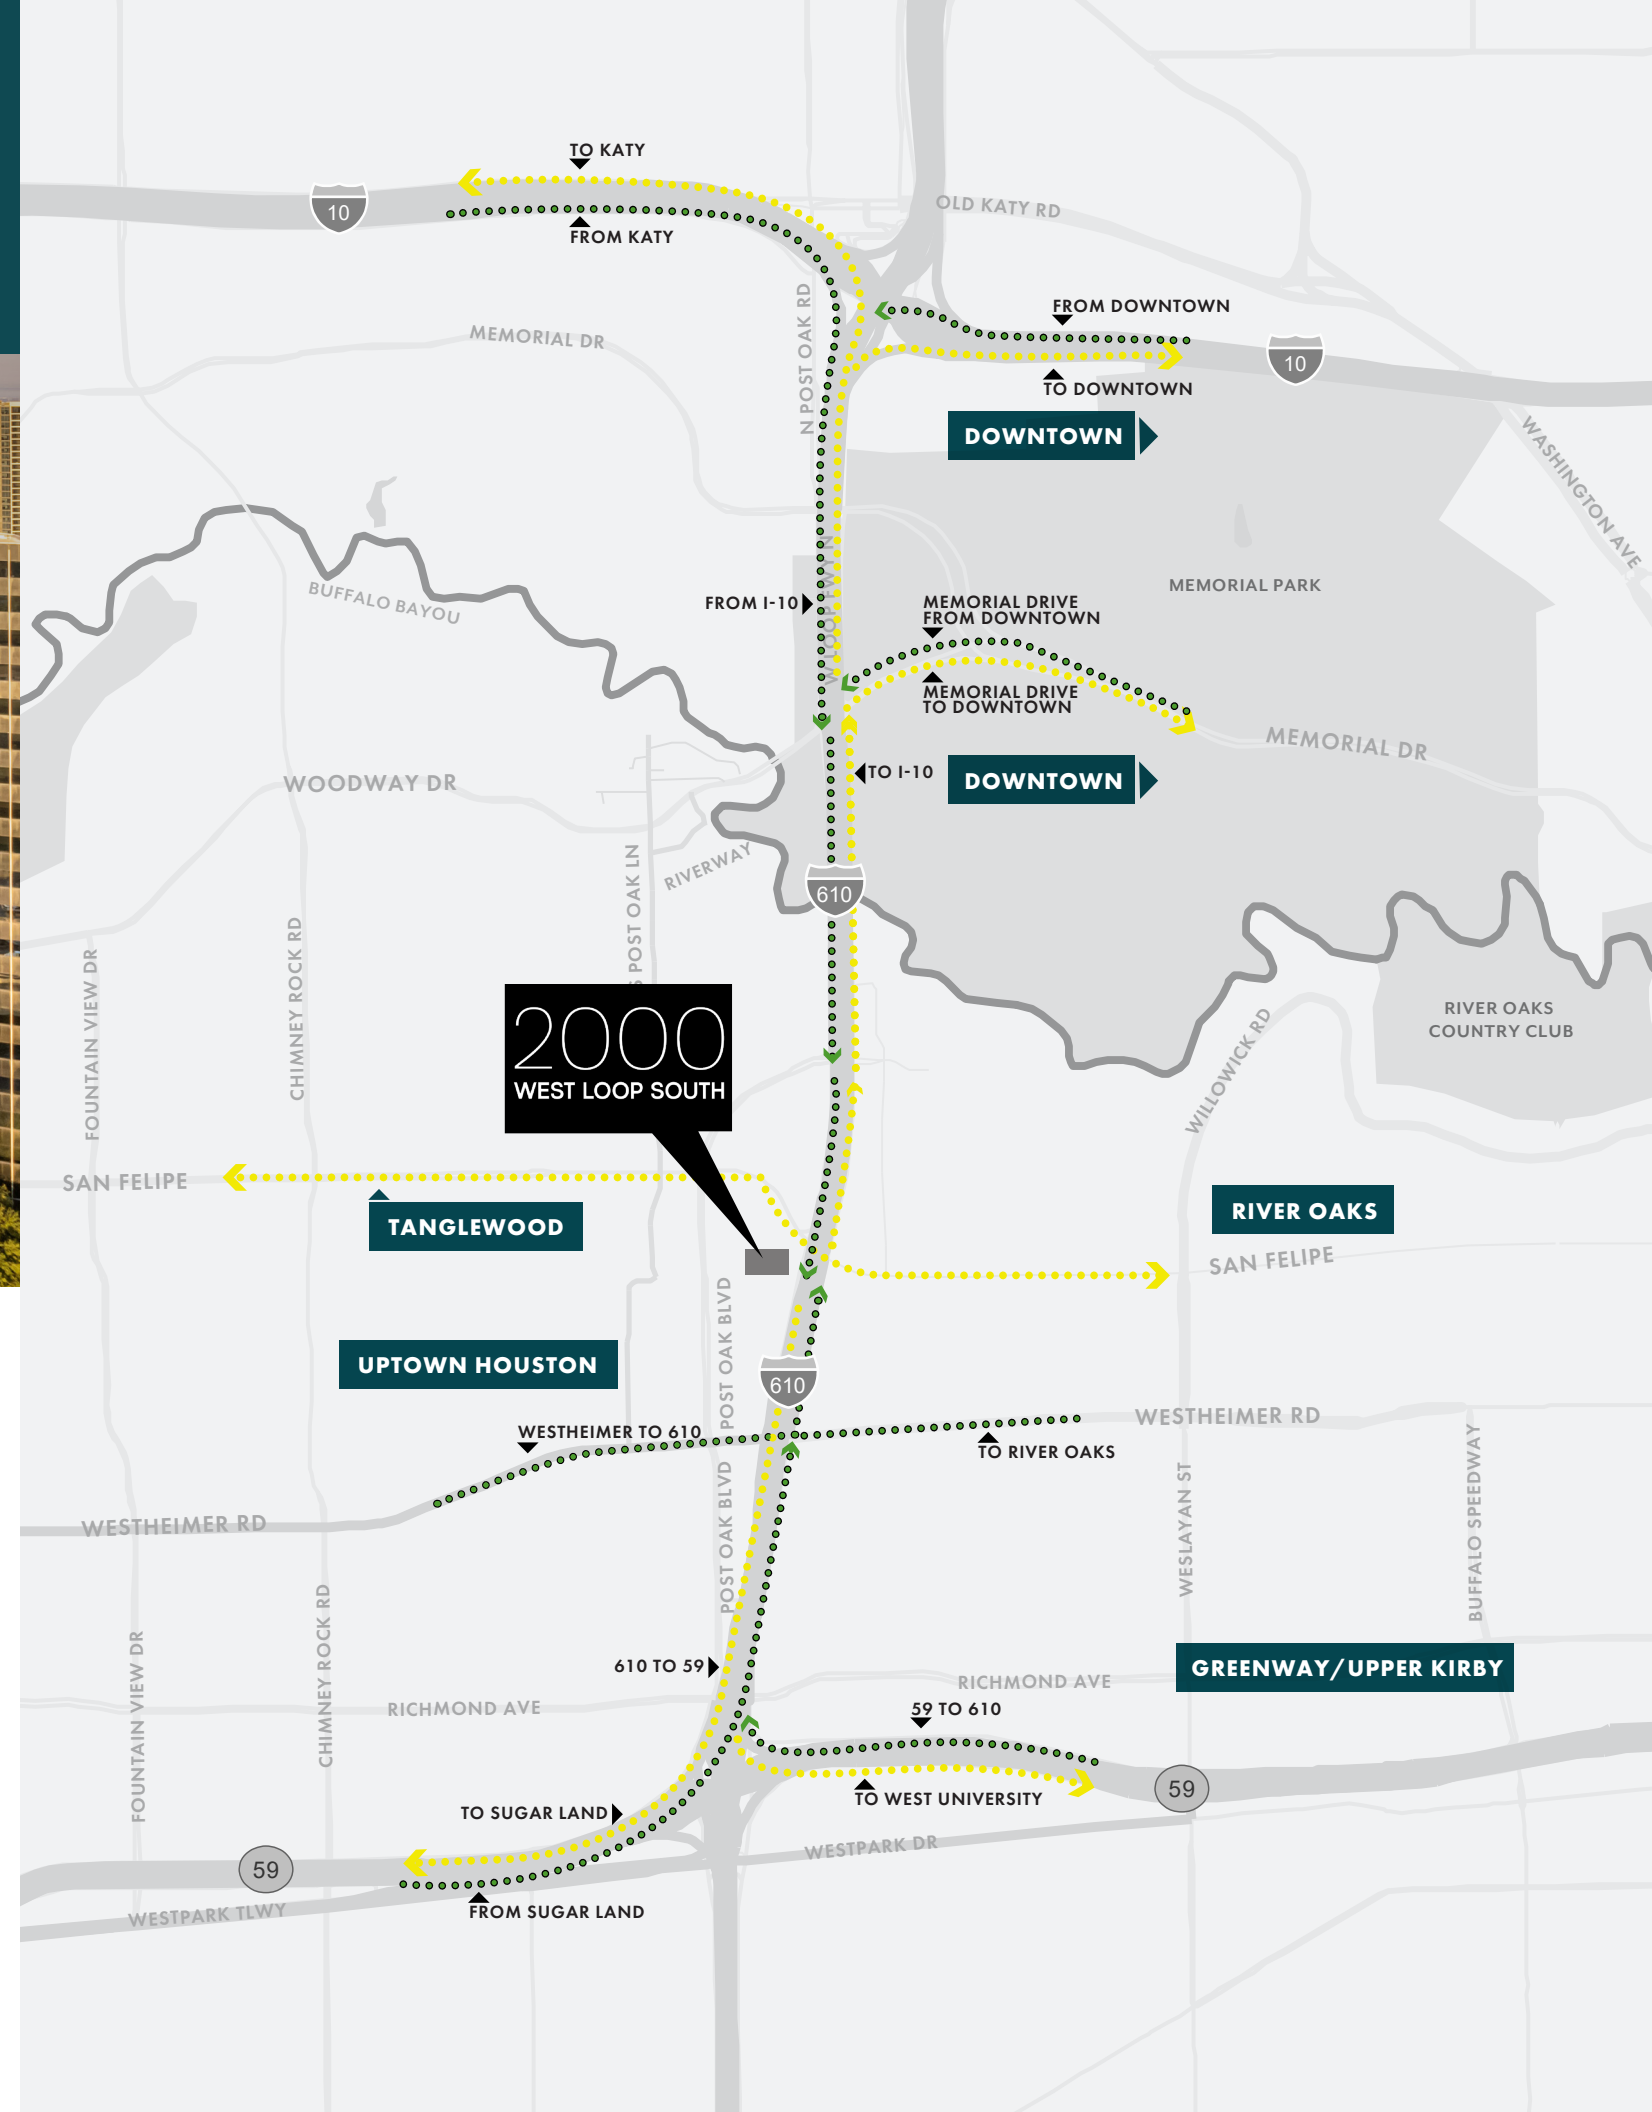 TO KATY
10
FROM KATY
OLD KATY RD
N POST OAK RD
FROM DOWNTOWN
MEMORIAL DR
10
TO DOWNTOWN
DOWNTOWN
WASHINGTON AVE
W LOOP FWY N
MEMORIAL PARK
BUFFALO BAYOU
FROM I-10
MEMORIAL DRIVE
FROM DOWNTOWN
MEMORIAL DRIVE
TO DOWNTOWN
MEMORIAL DR
WOODWAY DR
TO I-10
DOWNTOWN
RIVERWAY
610
S POST OAK LN
FOUNTAIN VIEW DR
CHIMNEY ROCK RD
2000
WEST LOOP SOUTH
RIVER OAKS
COUNTRY CLUB
WILLOWICK RD
SAN FELIPE
TANGLEWOOD
RIVER OAKS
SAN FELIPE
POST OAK BLVD
UPTOWN HOUSTON
610
WESTHEIMER TO 610
WESTHEIMER RD
TO RIVER OAKS
WESTHEIMER RD
POST OAK BLVD
WESLAYAN ST
BUFFALO SPEEDWAY
FOUNTAIN VIEW DR
CHIMNEY ROCK RD
610 TO 59
GREENWAY/UPPER KIRBY
RICHMOND AVE
RICHMOND AVE
59 TO 610
59
TO WEST UNIVERSITY
TO SUGAR LAND
WESTPARK DR
59
WESTPARK TLWY
FROM SUGAR LAND